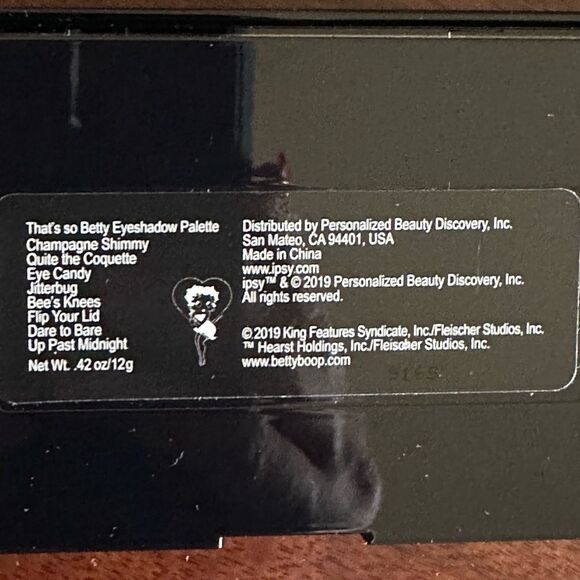 That's so Betty Eyeshadow Palette
Champagne Shimmy
Quite the Coquette
Eye Candy
Jitterbug
Bee's Knees
Flip Your Lid
Dare to Bare
Up Past Midnight
Net Wt. .42 oz/12g
Distributed by Personalized Beauty Discovery, Inc.
San Mateo, CA 94401, USA
Made in China
www.ipsy.com
ipsy™ & © 2019 Personalized Beauty Discovery, Inc.
All rights reserved.
© 2019 King Features Syndicate, Inc./Fleischer Studios, Inc.
™ Hearst Holdings, Inc./Fleischer Studios, Inc.
www.bettyboop.com